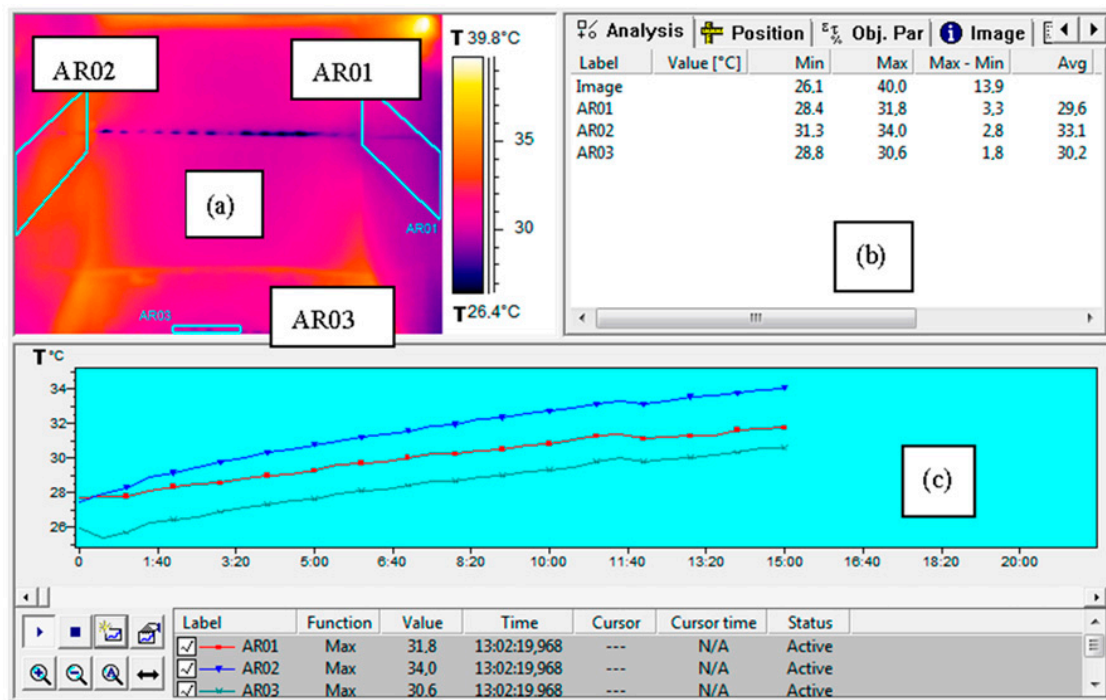 AR02
AR01
(a)
AR01
AR03
AR03
T 39.8°C
35
30
T 26.4°C
Analysis Position Obj. Par Image
Label Value [°C] Min Max Max - Min Avg
Image 26,1 40,0 13,9
AR01 28.4 31,8 3,3 29,6
AR02 31.3 34,0 2,8 33,1
AR03 28,8 30,6 1,8 30,2
(b)
T °C
34
32
30
28
26
(c)
0 1:40 3:20 5:00 6:40 8:20 10:00 11:40 13:20 15:00 16:40 18:20 20:00
Label Function Value Time Cursor Cursor time Status
AR01 Max 31,8 13:02:19,968 --- N/A Active
AR02 Max 34,0 13:02:19,968 --- N/A Active
AR03 Max 30.6 13:02:19.968 --- N/A Active